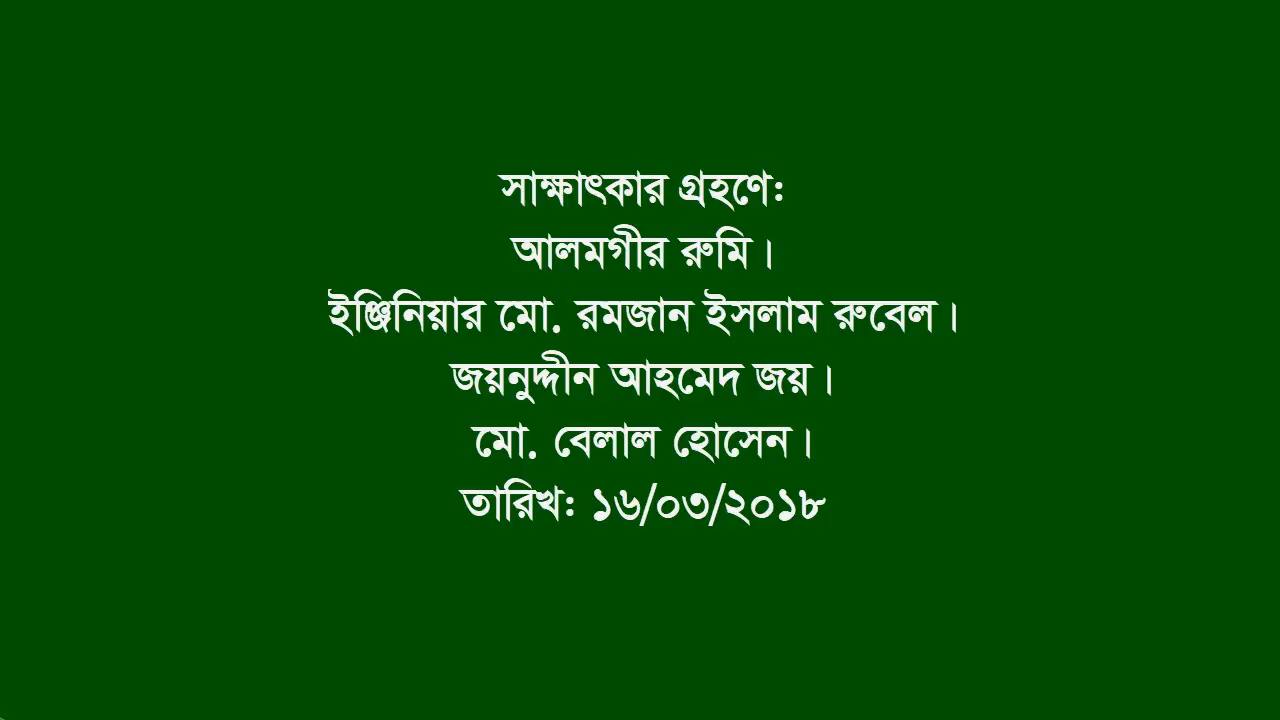 সাক্ষাৎকার গ্রহণে:
আলমগীর রুমি।
ইঞ্জিনিয়ার মো. রমজান ইসলাম রুবেল।
জয়নুদ্দীন আহমেদ জয়।
মো. বেলাল হোসেন।
তারিখ: ১৬/০৩/২০১৮